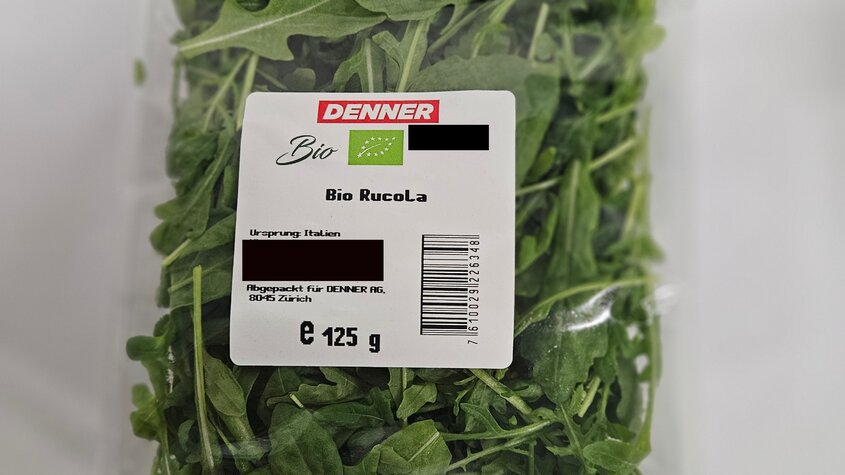 DENNER
Bio
Bio Rucola
Ursprung: Italien
Abgepackt für DENNER AG,
8045 Zürich
e 125 g
7610029226348